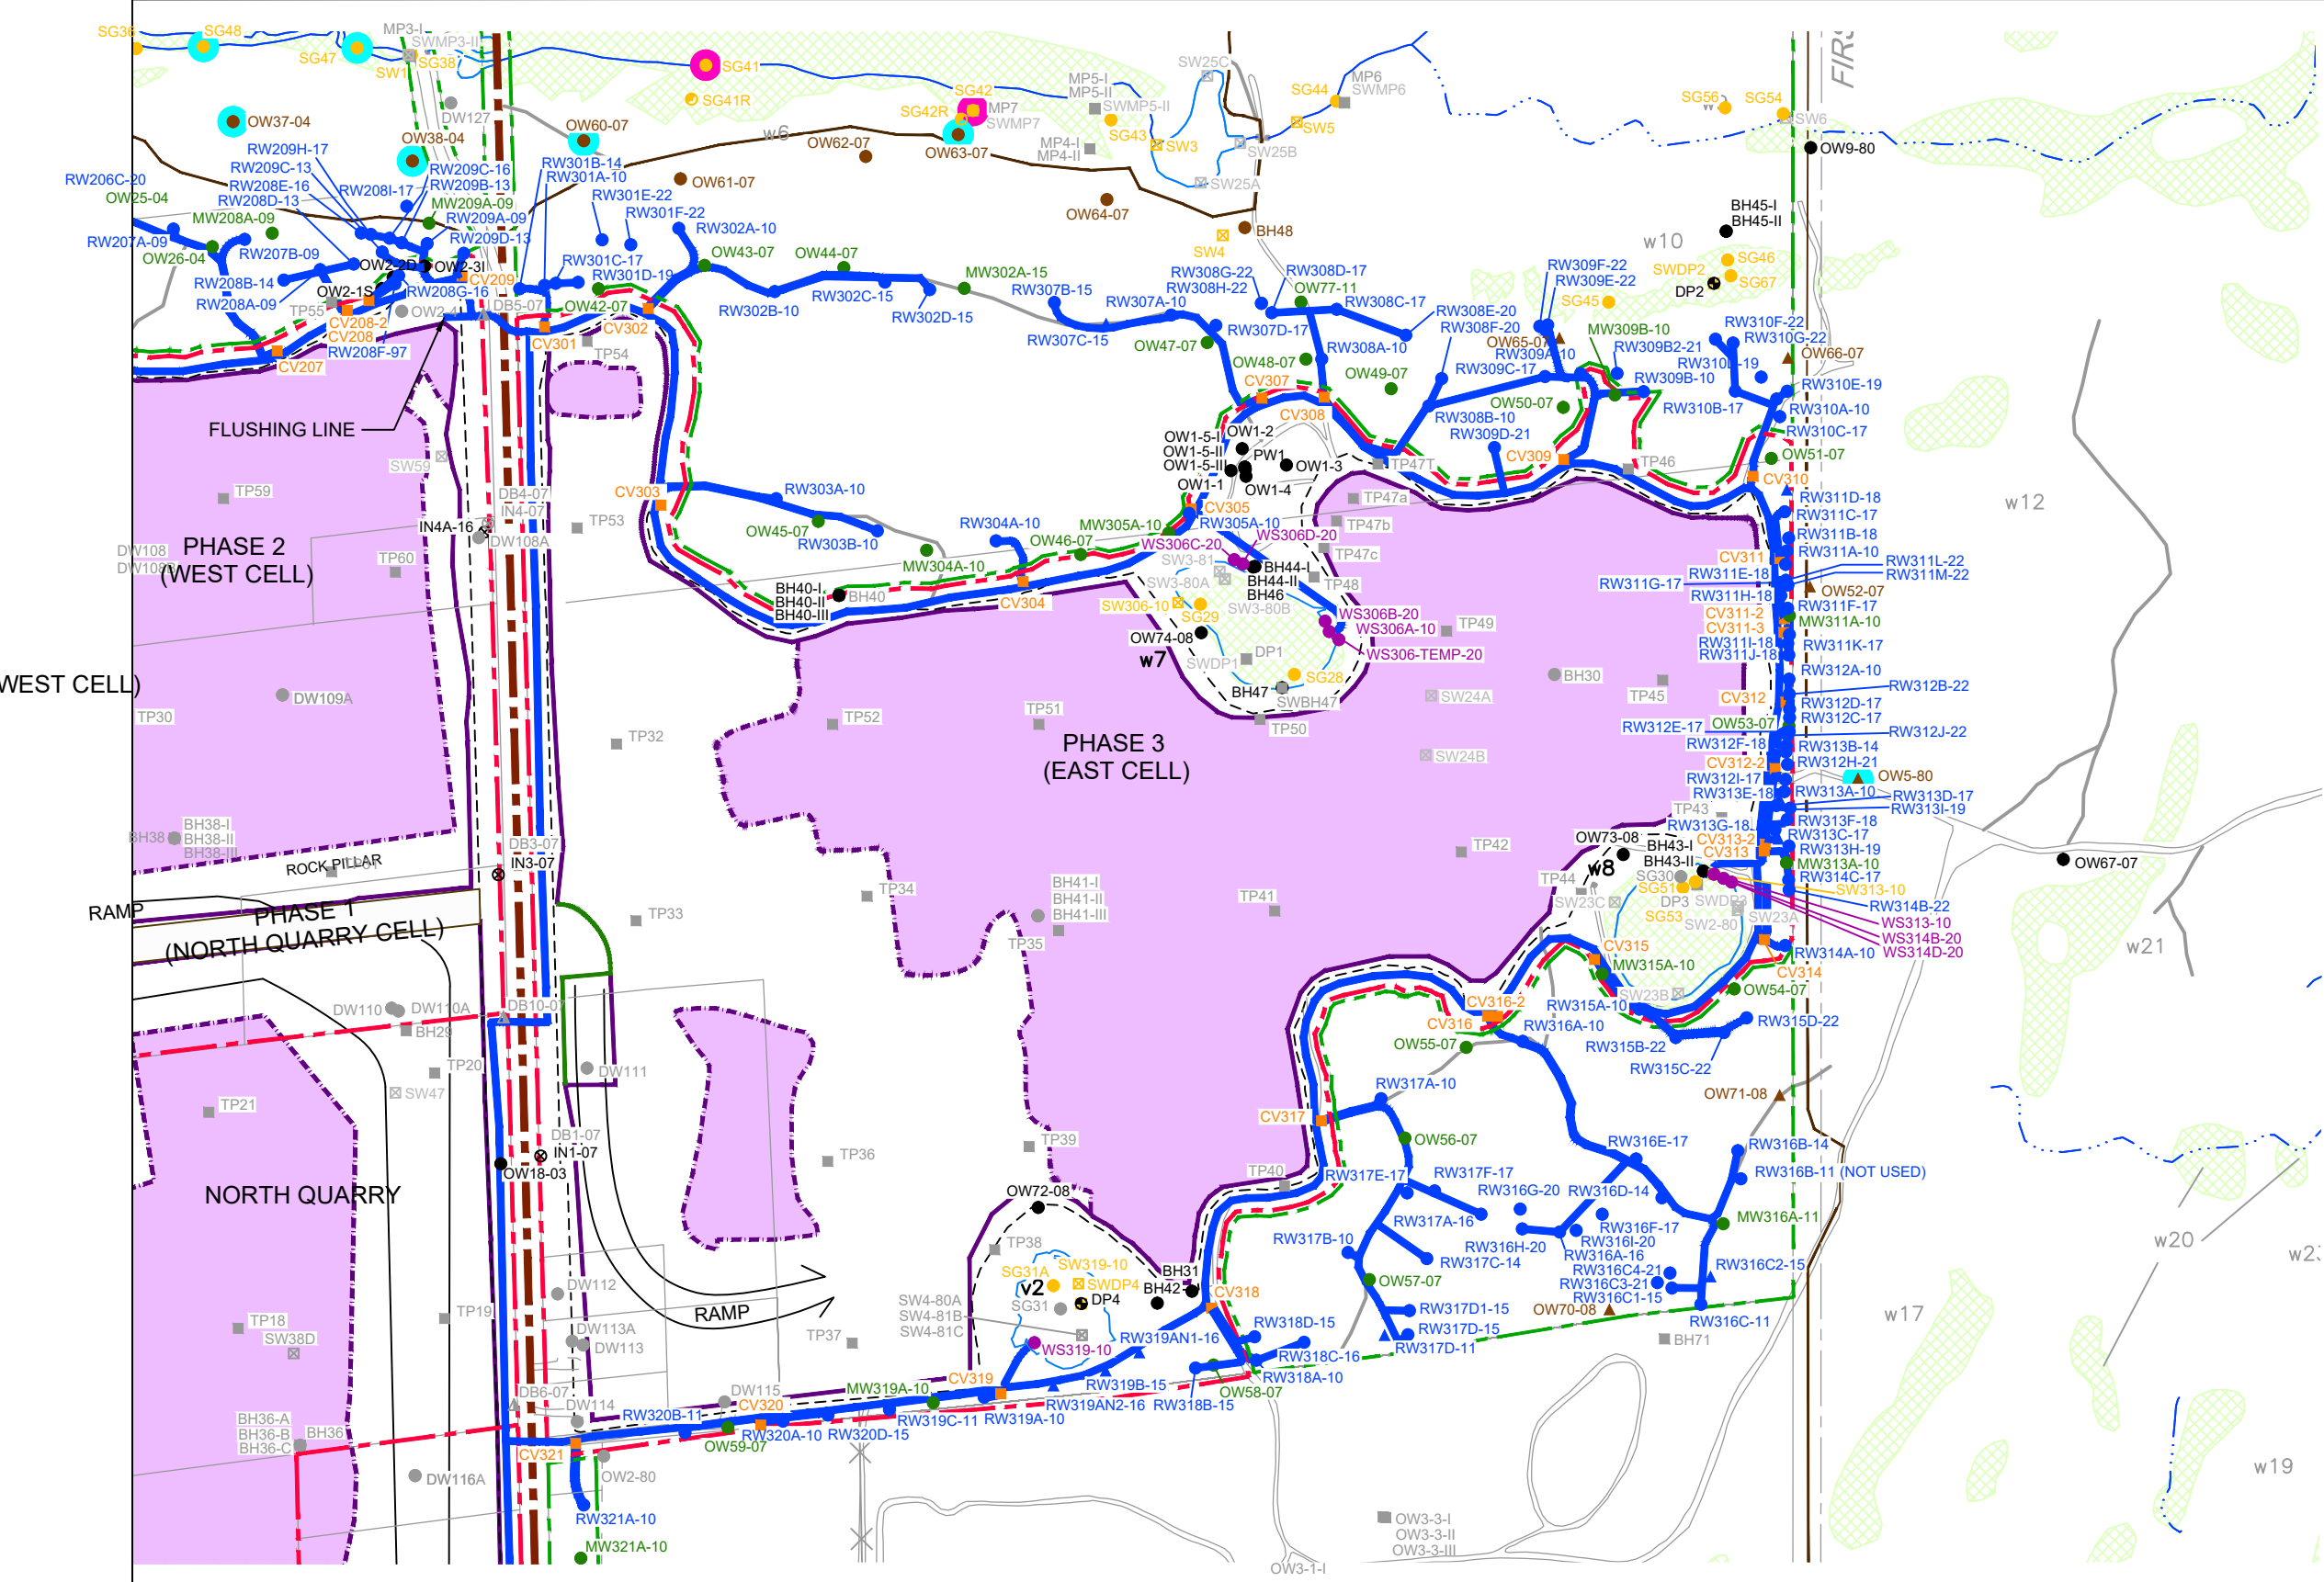 SG36
SG48
SG47
MP3-I
SWMP3-II
SW1
SG38
SG41
SG41R
SG42
SG42R
MP7
SWMP7
MP5-I
MP5-II
SWMP5-II
SG43
MP4-I
MP4-II
SW25C
SW3
SW25B
SW25A
SG44
SW5
MP6
SWMP6
SG56
SG54
SW6
OW9-80
DW127
OW37-04
OW38-04
OW60-07
w6
OW62-07
OW63-07
OW61-07
OW64-07
BH48
SW4
BH45-I
BH45-II
w10
SWDP2
SG46
SG67
DP2
SG45
RW209H-17
RW209C-13
RW208E-16
RW208D-13
RW208I-17
RW209C-16
RW209B-13
MW209A-09
RW209A-09
RW209D-13
RW301B-14
RW301A-10
RW301E-22
RW301F-22
RW302A-10
RW206C-20
OW25-04
MW208A-09
RW207A-09
OW26-04
RW207B-09
RW208B-14
RW208A-09
OW2-2D
OW2-3I
OW2-1S
CV209
RW208G-16
DB5-07
OW2-4
TP55
CV208-2
CV208
RW208F-97
CV207
RW301C-17
RW301D-19
OW42-07
CV302
CV301
TP54
OW43-07
OW44-07
MW302A-15
RW302B-10
RW302C-15
RW302D-15
RW307B-15
RW307A-10
RW307C-15
RW308G-22
RW308H-22
RW308D-17
OW77-11
RW308C-17
RW307D-17
OW47-07
OW48-07
RW308A-10
OW49-07
CV307
CV308
RW308E-20
RW308F-20
RW309F-22
RW309E-22
OW65-07
RW309A-10
RW309C-17
MW309B-10
RW309B2-21
RW309B-10
RW308B-10
OW50-07
RW309D-21
CV309
RW310F-22
RW310G-22
OW66-07
RW310D-19
RW310E-19
RW310B-17
RW310A-10
RW310C-17
OW51-07
CV310
TP46
FLUSHING LINE
SW59
TP59
DB4-07
IN4-07
IN4A-16
DW108A
TP53
CV303
RW303A-10
OW45-07
RW303B-10
RW304A-10
MW304A-10
OW46-07
MW305A-10
CV304
BH40-I
BH40-II
BH40-III
BH40
OW1-5-I
OW1-5-II
OW1-5-III
OW1-2
PW1
OW1-3
OW1-1
OW1-4
CV305
RW305A-10
WS306D-20
WS306C-20
TP47T
TP47a
TP47b
TP47c
TP48
SW3-81
SW3-80A
SW3-80B
BH44-I
BH44-II
BH46
SW306-10
SG29
OW74-08
WS306B-20
WS306A-10
WS306-TEMP-20
w7
SWDP1
DP1
SG28
BH47
SWBH47
TP50
TP49
SW24A
SW24B
BH30
TP45
RW311D-18
RW311C-17
RW311B-18
CV311
RW311A-10
RW311L-22
RW311M-22
RW311E-18
RW311G-17
RW311H-18
OW52-07
RW311F-17
CV311-2
MW311A-10
CV311-3
RW311I-18
RW311K-17
RW311J-18
RW312A-10
RW312B-22
CV312
RW312D-17
RW312C-17
OW53-07
RW312E-17
RW312J-22
RW312F-18
RW313B-14
CV312-2
RW312H-21
RW312I-17
OW5-80
RW313E-18
RW313A-10
RW313D-17
RW313I-19
TP43
RW313G-18
RW313F-18
CV313-2
RW313C-17
CV313
RW313H-19
MW313A-10
RW314C-17
SW313-10
RW314B-22
WS313-10
WS314B-20
WS314D-20
RW314A-10
CV314
w12
OW67-07
w21
PHASE 2
(WEST CELL)
DW108
TP60
WEST CELL)
TP30
DW109A
TP32
TP52
TP51
PHASE 3
(EAST CELL)
BH38
BH38-I
BH38-II
BH38-III
ROCK PILLAR
DB3-07
IN3-07
RAMP
PHASE 1
(NORTH QUARRY CELL)
TP33
TP34
BH41-I
BH41-II
BH41-III
TP35
TP41
TP42
OW73-08
BH43-I
BH43-II
w8
TP44
SG30
SG51
DP3
SWDP3
SG53
SW2-80
SW23C
SW23A
SW23B
CV315
MW315A-10
OW54-07
RW315A-10
RW315D-22
RW315B-22
RW315C-22
CV316-2
CV316
RW316A-10
OW55-07
DW110
DW110A
BH29
DB10-07
TP20
SW47
TP21
DW111
OW71-08
RW317A-10
CV317
OW56-07
TP39
TP36
TP40
DB1-07
IN1-07
OW18-03
NORTH QUARRY
OW72-08
RW317E-17
RW317F-17
RW317A-16
RW317B-10
RW317C-14
OW57-07
RW316E-17
RW316B-14
RW316B-11 (NOT USED)
RW316G-20
RW316D-14
RW316F-17
RW316I-20
RW316H-20
RW316A-16
MW316A-11
RW316C4-21
RW316C3-21
RW316C1-15
RW316C2-15
RW316C-11
OW70-08
BH71
w20
w17
w19
TP38
SW319-10
SG31A
SWDP4
v2
DP4
SG31
BH31
BH42
CV318
SW4-80A
SW4-81B
SW4-81C
WS319-10
RW319AN1-16
RW318D-15
RW318C-16
RW318A-10
RW317D1-15
RW317D-15
RW317D-11
DW112
DW113A
DW113
RAMP
TP37
TP19
TP18
SW38D
CV319
MW319A-10
RW319B-15
RW319AN2-16
RW318B-15
OW58-07
RW319C-11
RW319A-10
DB6-07
DW114
DW115
CV320
RW320B-11
RW320A-10
RW320D-15
OW59-07
BH36-A
BH36-B
BH36-C
BH36
DW116A
CV321
OW2-80
RW321A-10
MW321A-10
OW3-3-I
OW3-3-II
OW3-3-III
OW3-1-I